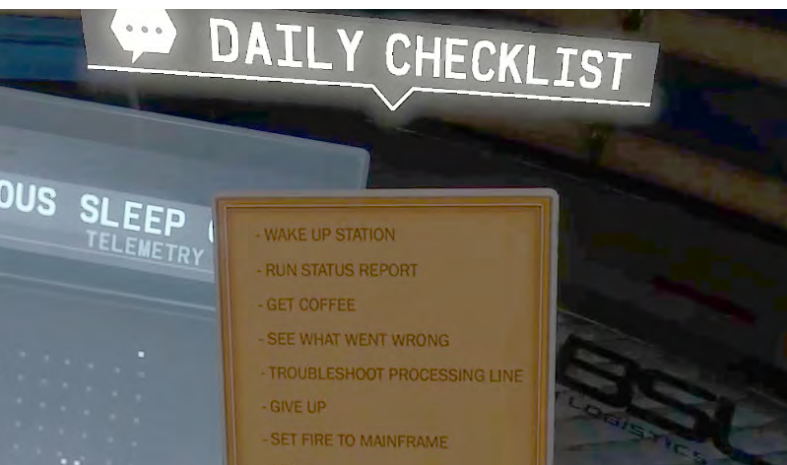 DAILY CHECKLIST
OUS SLEEP
TELEMETRY
- WAKE UP STATION
- RUN STATUS REPORT
- GET COFFEE
- SEE WHAT WENT WRONG
- TROUBLESHOOT PROCESSING LINE
- GIVE UP
- SET FIRE TO MAINFRAME
BSL
LOGISTICS